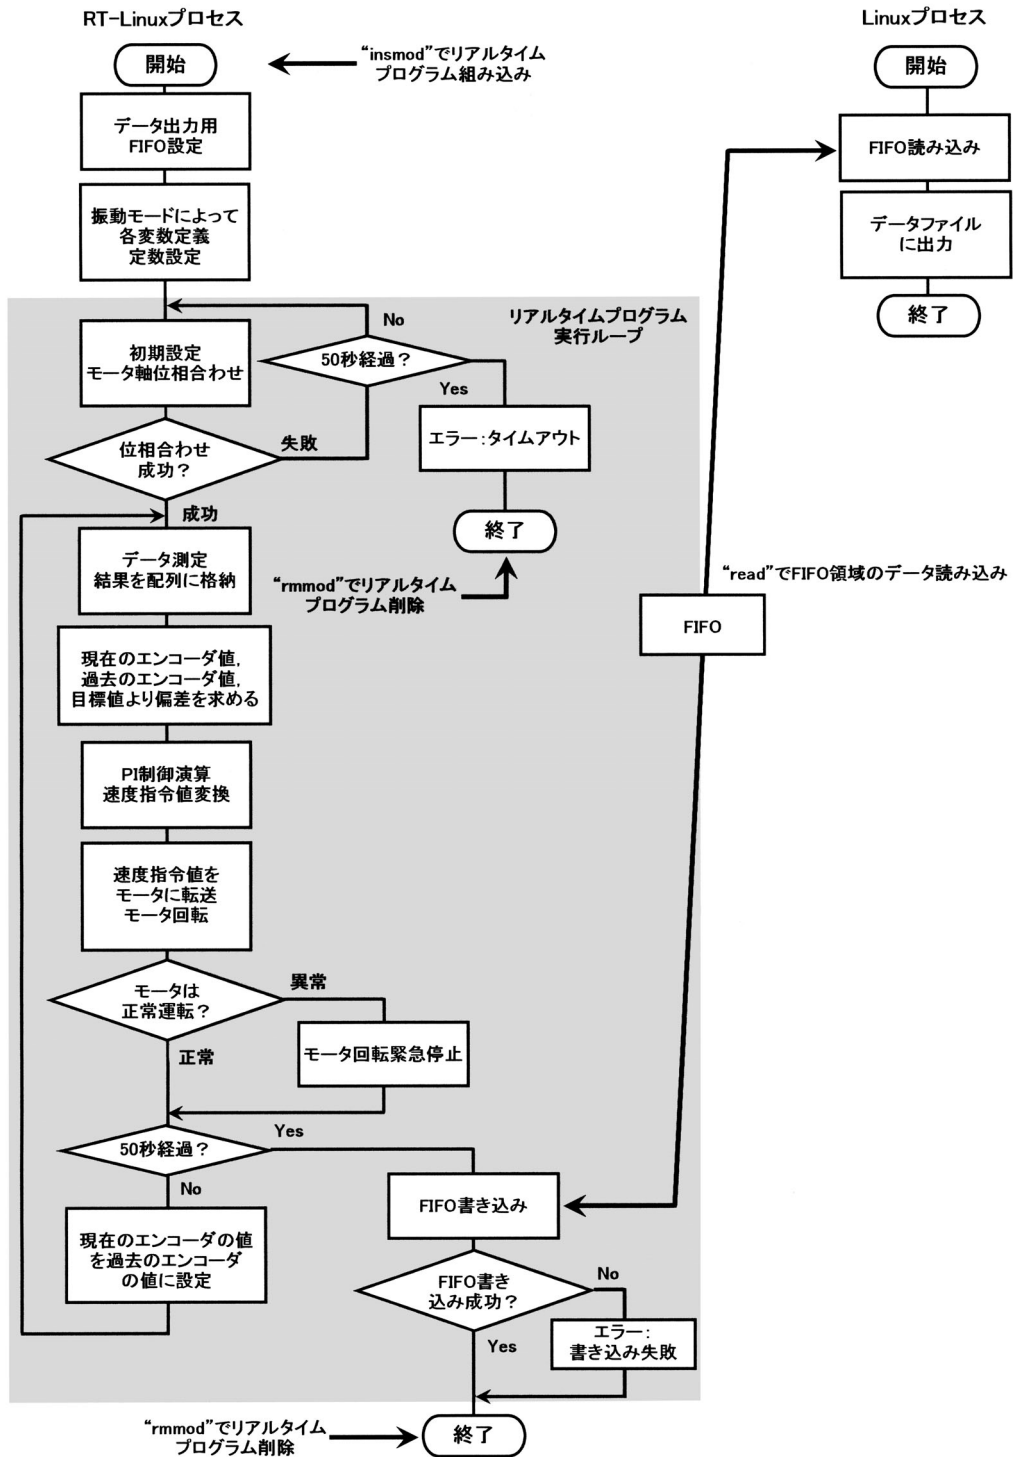 RT-Linuxプロセス
開始
“insmod”でリアルタイム
プログラム組み込み
データ出力用
FIFO設定
振動モードによって
各変数定義
定数設定
リアルタイムプログラム
実行ループ
初期設定
モータ軸位相合わせ
No
50秒経過？
Yes
エラー：タイムアウト
終了
“rmmod”でリアルタイム
プログラム削除
位相合わせ
成功？
失敗
成功
データ測定
結果を配列に格納
現在のエンコーダ値，
過去のエンコーダ値，
目標値より偏差を求める
PI制御演算
速度指令値変換
速度指令値を
モータに転送
モータ回転
モータは
正常運転？
異常
モータ回転緊急停止
正常
50秒経過？
Yes
No
現在のエンコーダの値
を過去のエンコーダ
の値に設定
FIFO書き込み
FIFO書き
込み成功？
No
エラー：
書き込み失敗
Yes
終了
“rmmod”でリアルタイム
プログラム削除
Linuxプロセス
開始
FIFO読み込み
データファイル
に出力
終了
“read”でFIFO領域のデータ読み込み
FIFO